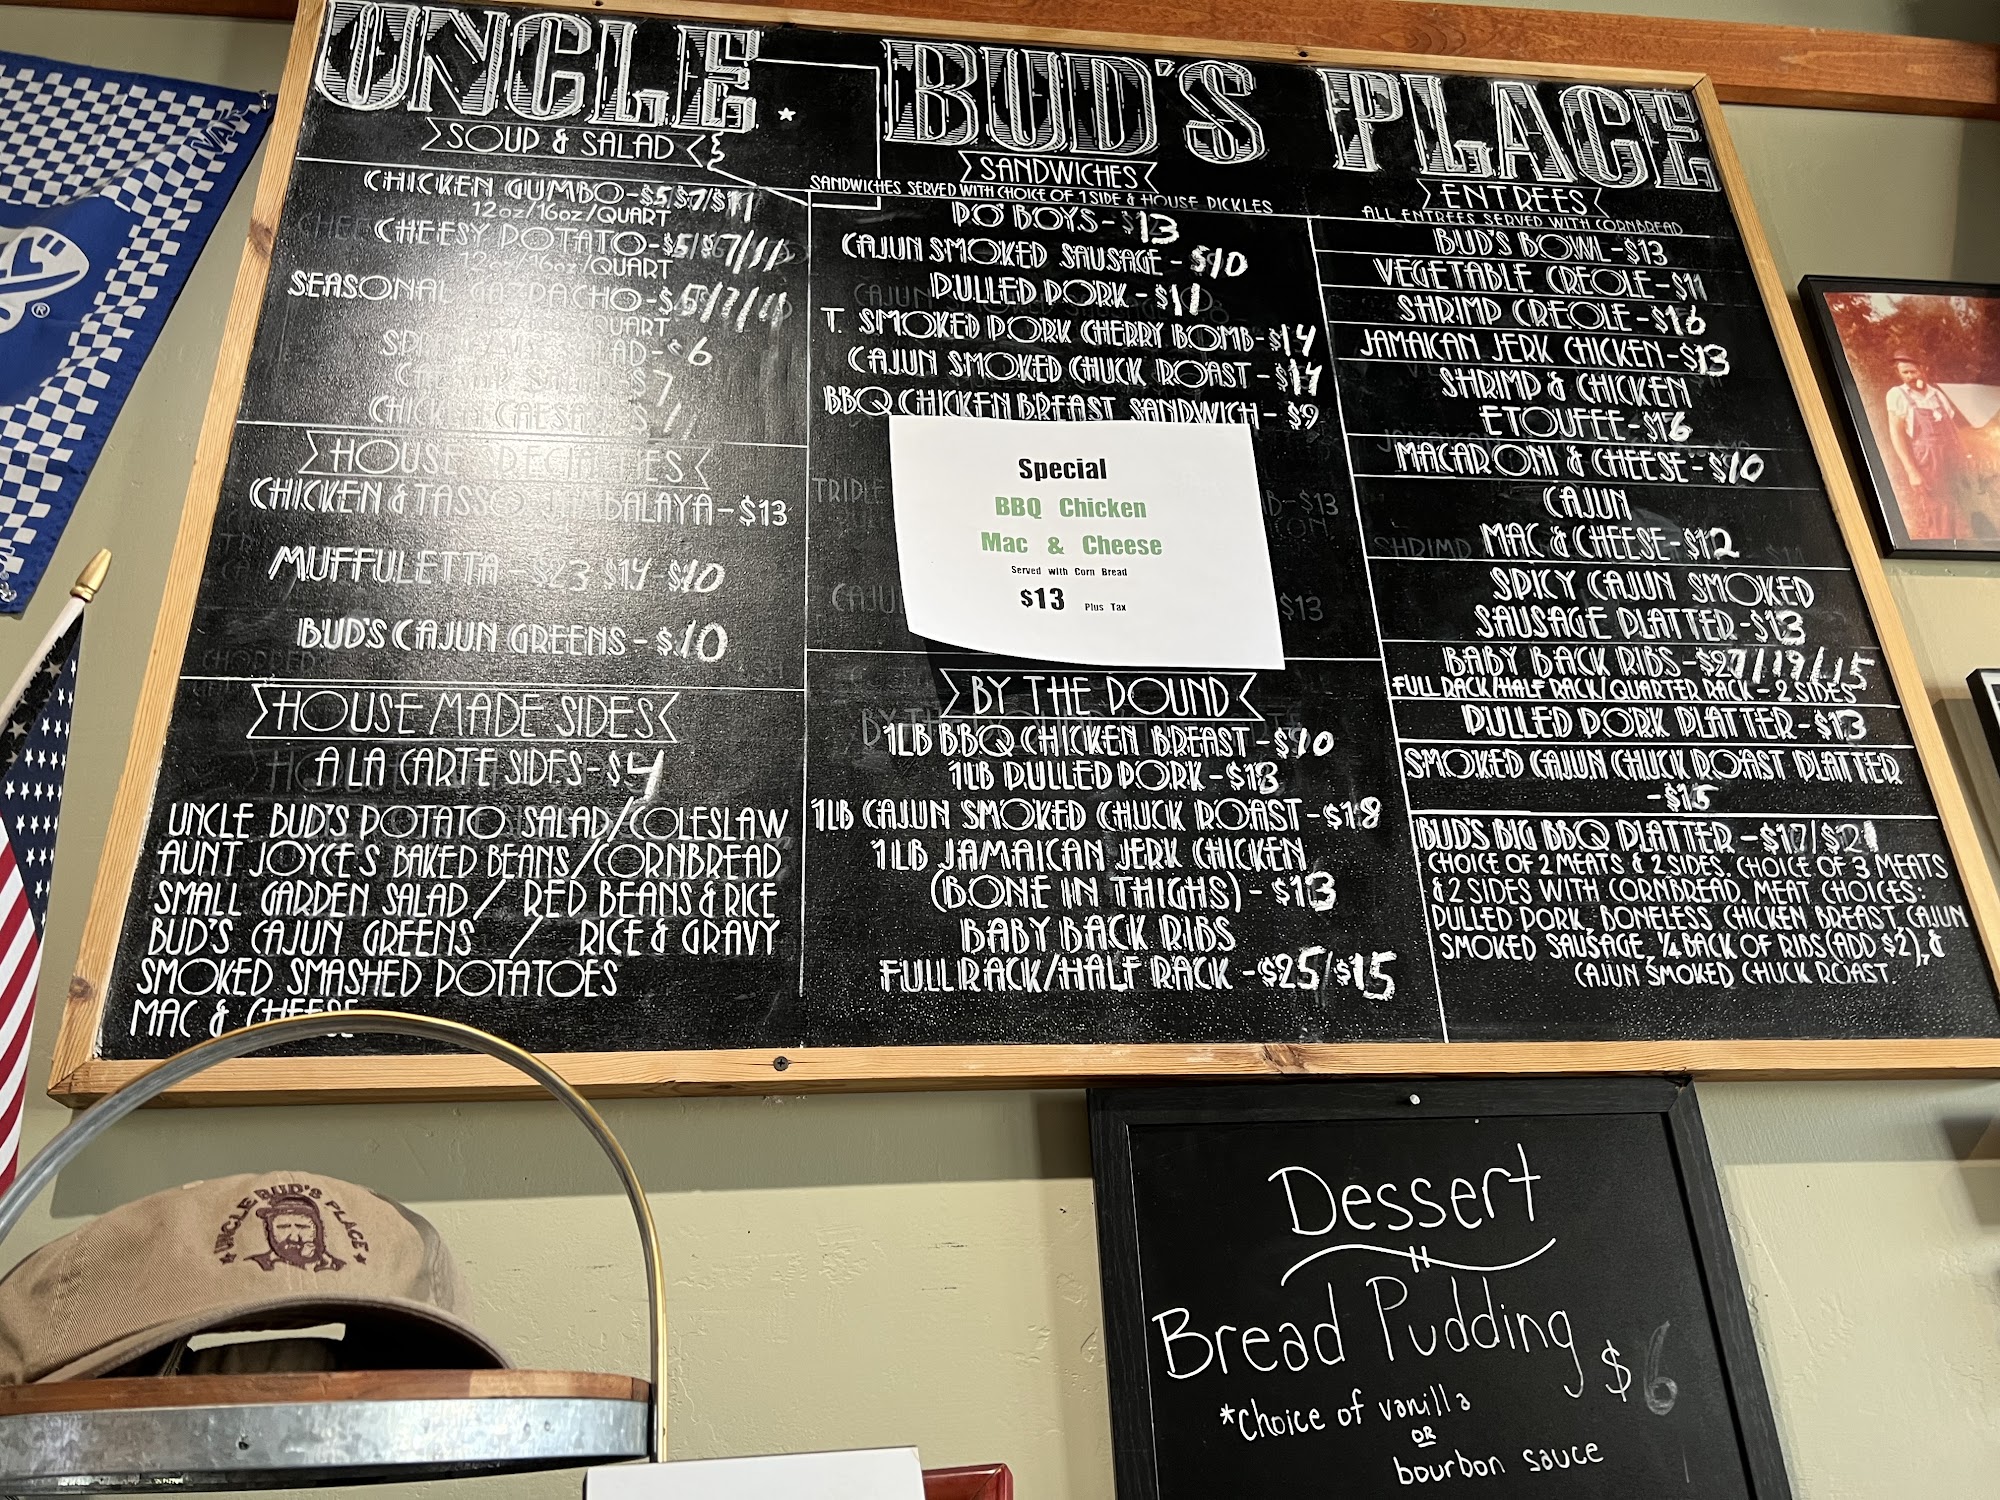 UNCLE BUD'S PLACE
SOUP & SALAD
CHICKEN GUMBO-$5/$7/$11
12oz/16oz/QUART
CHEESY POTATO-$5/$7/11
12oz/16oz/QUART
SEASONAL GAZPACHO-$5/7/11
QUART
6
7
HOUSE SPECIALTIES
CHICKEN & TASSO JAMBALAYA-$13
MUFFULETTA-$23 $14 $10
BUD'S CAJUN GREENS-$10
HOUSE MADE SIDES
A LA CARTE SIDES-$4
UNCLE BUD'S POTATO SALAD/COLESLAW
AUNT JOYCE'S BAKED BEANS/CORNBREAD
SMALL GARDEN SALAD / RED BEANS & RICE
BUD'S CAJUN GREENS / RICE & GRAVY
SMOKED SMASHED POTATOES
MAC & CHEESE
SANDWICHES
SANDWICHES SERVED WITH CHOICE OF 1 SIDE & HOUSE PICKLES
PO' BOYS-$13
CAJUN SMOKED SAUSAGE-$10
PULLED PORK-$11
T. SMOKED PORK CHERRY BOMB-$14
CAJUN SMOKED CHUCK ROAST-$14
BBQ CHICKEN BREAST SANDWICH-$9
Special
BBQ Chicken
Mac & Cheese
Served with Corn Bread
$13 Plus Tax
BY THE POUND
1LB BBQ CHICKEN BREAST-$10
1LB PULLED PORK-$13
1LB CAJUN SMOKED CHUCK ROAST-$18
1LB JAMAICAN JERK CHICKEN
(BONE IN THIGHS)-$13
BABY BACK RIBS
FULL RACK/HALF RACK-$25/$15
ENTREES
ALL ENTREES SERVED WITH CORNBREAD
BUD'S BOWL-$13
VEGETABLE CREOLE-$11
SHRIMP CREOLE-$16
JAMAICAN JERK CHICKEN-$13
SHRIMP & CHICKEN
ETOUFEE-$16
MACARONI & CHEESE-$10
CAJUN
MAC & CHEESE-$12
SPICY CAJUN SMOKED
SAUSAGE PLATTER-$13
BABY BACK RIBS-$27/19/15
FULL RACK/HALF RACK/QUARTER RACK-2 SIDES
PULLED PORK PLATTER-$13
SMOKED CAJUN CHUCK ROAST PLATTER
-$15
BUD'S BIG BBQ PLATTER-$17/$21
CHOICE OF 2 MEATS & 2 SIDES. CHOICE OF 3 MEATS
& 2 SIDES WITH CORNBREAD. MEAT CHOICES:
PULLED PORK, BONELESS CHICKEN BREAST, CAJUN
SMOKED SAUSAGE, ¼ BACK OF RIBS (ADD $2), &
CAJUN SMOKED CHUCK ROAST.
UNCLE BUD'S PLACE
Dessert
Bread Pudding $6
*choice of vanilla
OR
bourbon sauce